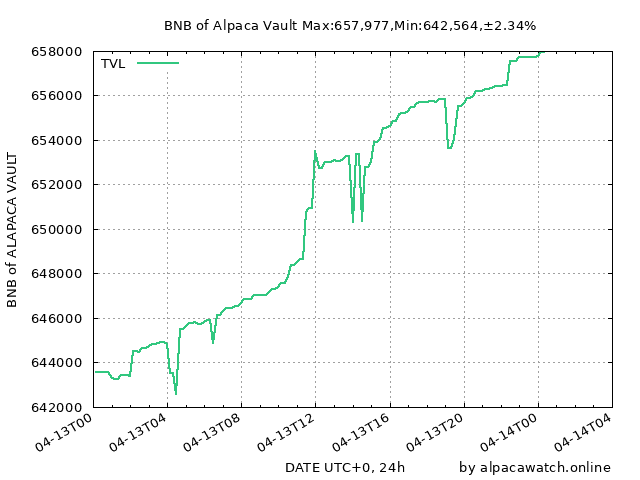 BNB of Alpaca Vault Max:657,977,Min:642,564,±2.34%
TVL
BNB of ALAPACA VAULT
658000
656000
654000
652000
650000
648000
646000
644000
642000
04-13T00
04-13T04
04-13T08
04-13T12
04-13T16
04-13T20
04-14T00
04-14T04
DATE UTC+0, 24h
by alpacawatch.online